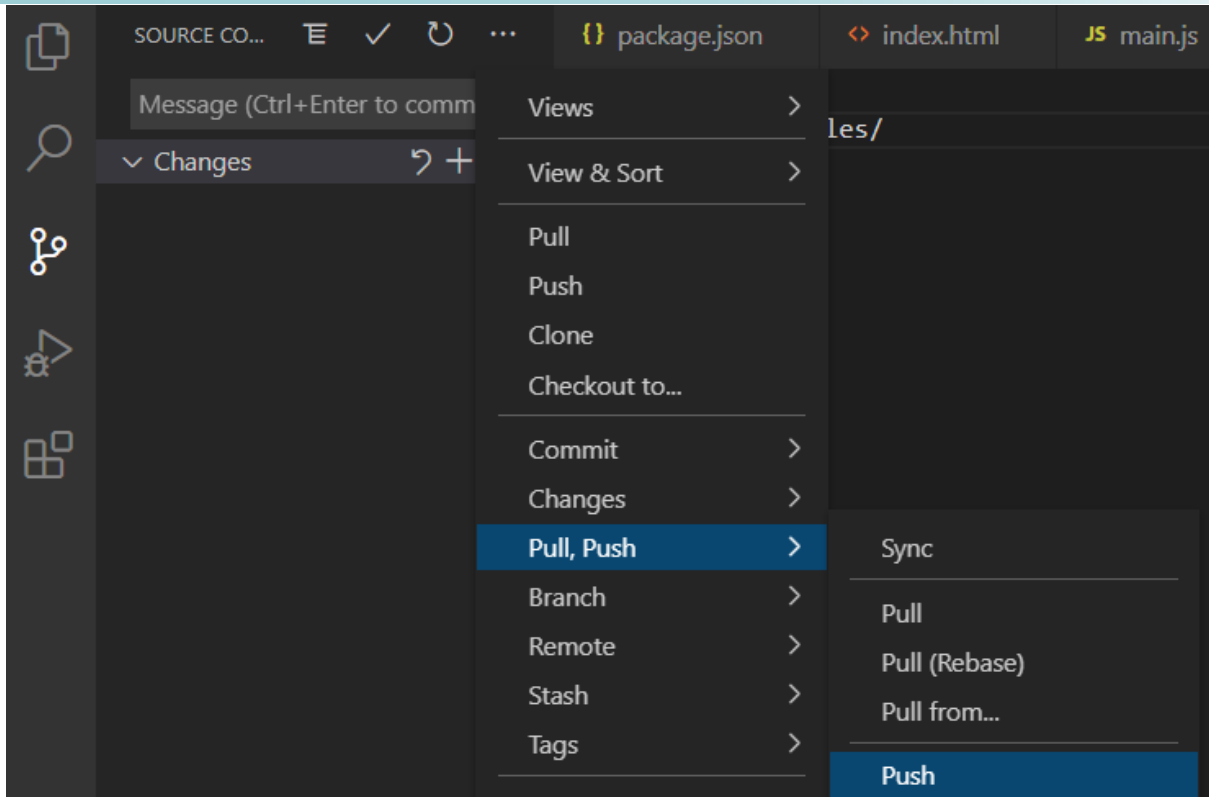 SOURCE CO... ...
{} package.json
<> index.html
JS main.js
Message (Ctrl+Enter to comm
Changes
les/
Views
View & Sort
Pull
Push
Clone
Checkout to...
Commit
Changes
Pull, Push
Branch
Remote
Stash
Tags
Sync
Pull
Pull (Rebase)
Pull from...
Push